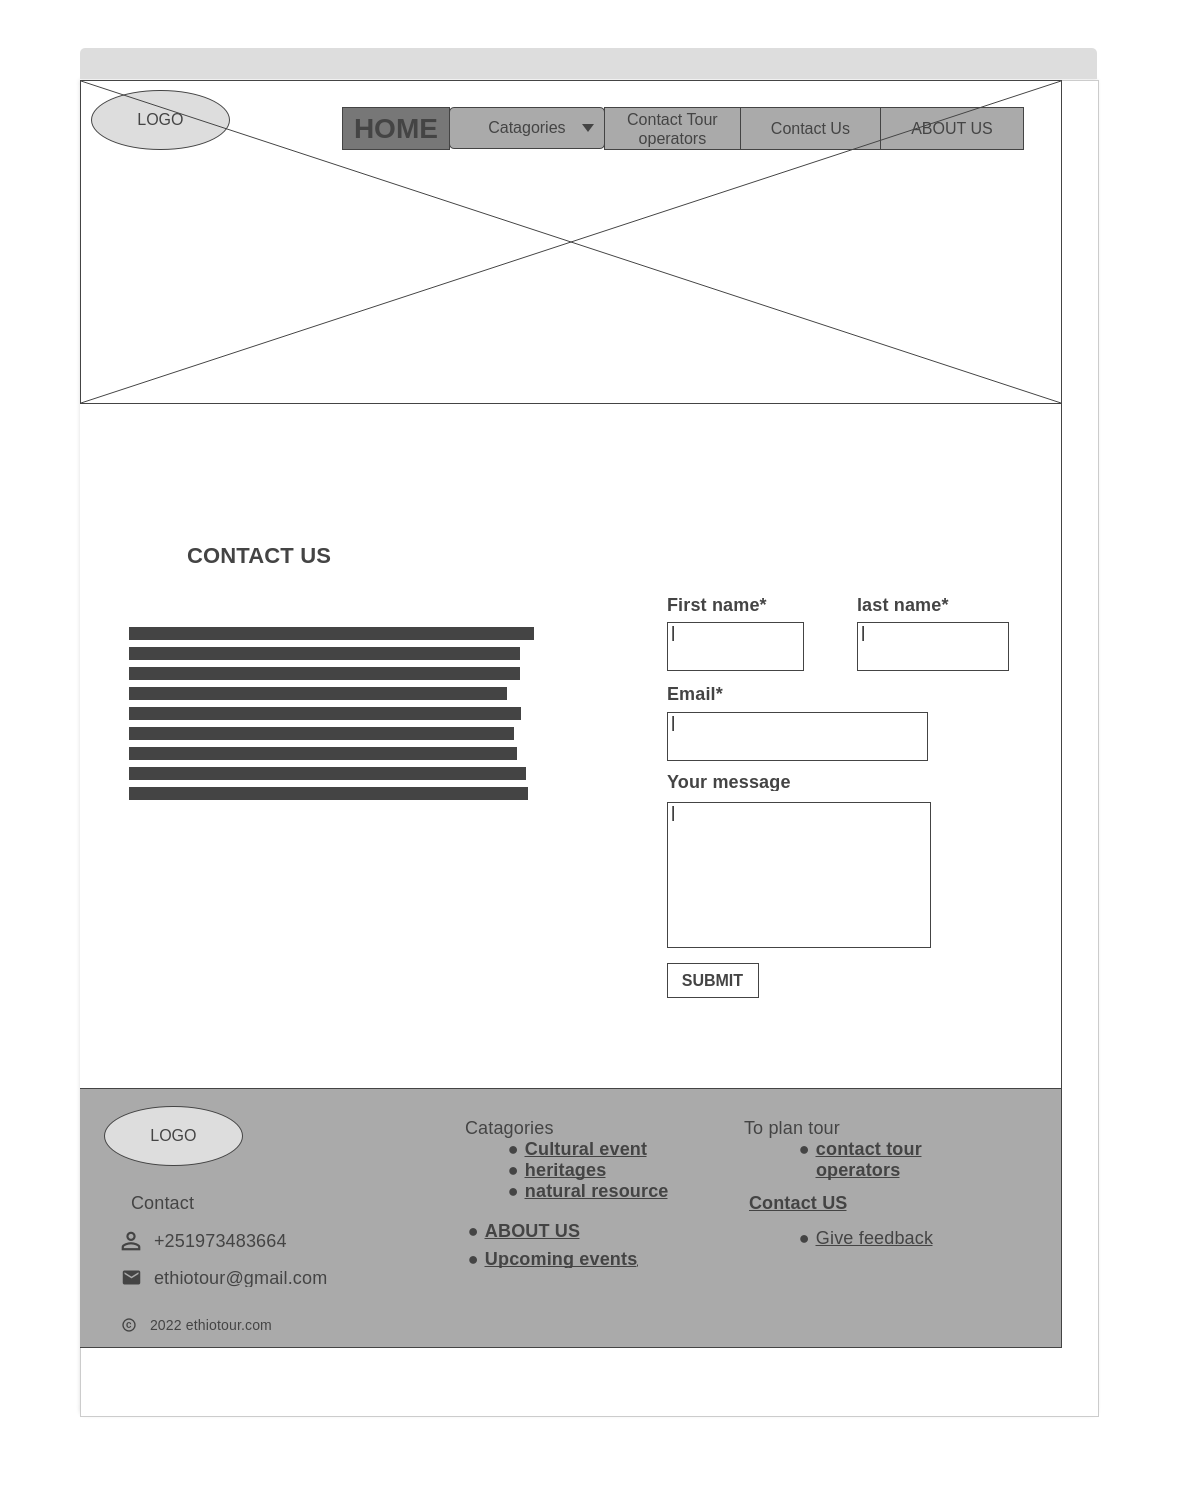 LOGO
HOME
Catagories
Contact Tour
operators
Contact Us
ABOUT US
CONTACT US
First name*
last name*
Email*
Your message
SUBMIT
LOGO
Contact
+251973483664
ethiotour@gmail.com
© 2022 ethiotour.com
Catagories
● Cultural event
● heritages
● natural resource
● ABOUT US
● Upcoming events
To plan tour
● contact tour
operators
Contact US
● Give feedback